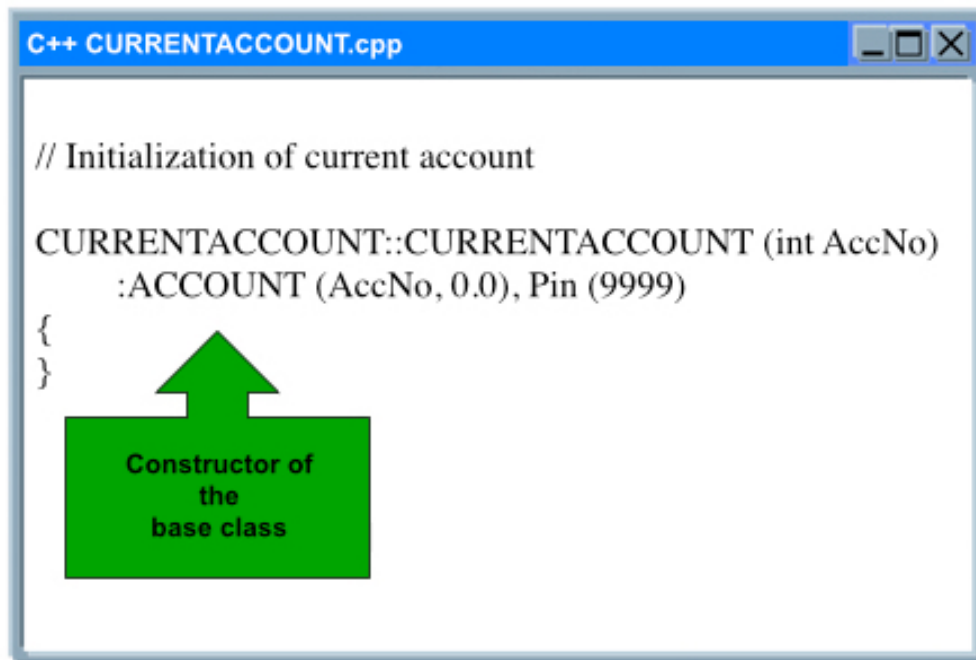 C++ CURRENTACCOUNT.cpp
// Initialization of current account
CURRENTACCOUNT::CURRENTACCOUNT (int AccNo)
:ACCOUNT (AccNo, 0.0), Pin (9999)
{
}
Constructor of
the
base class